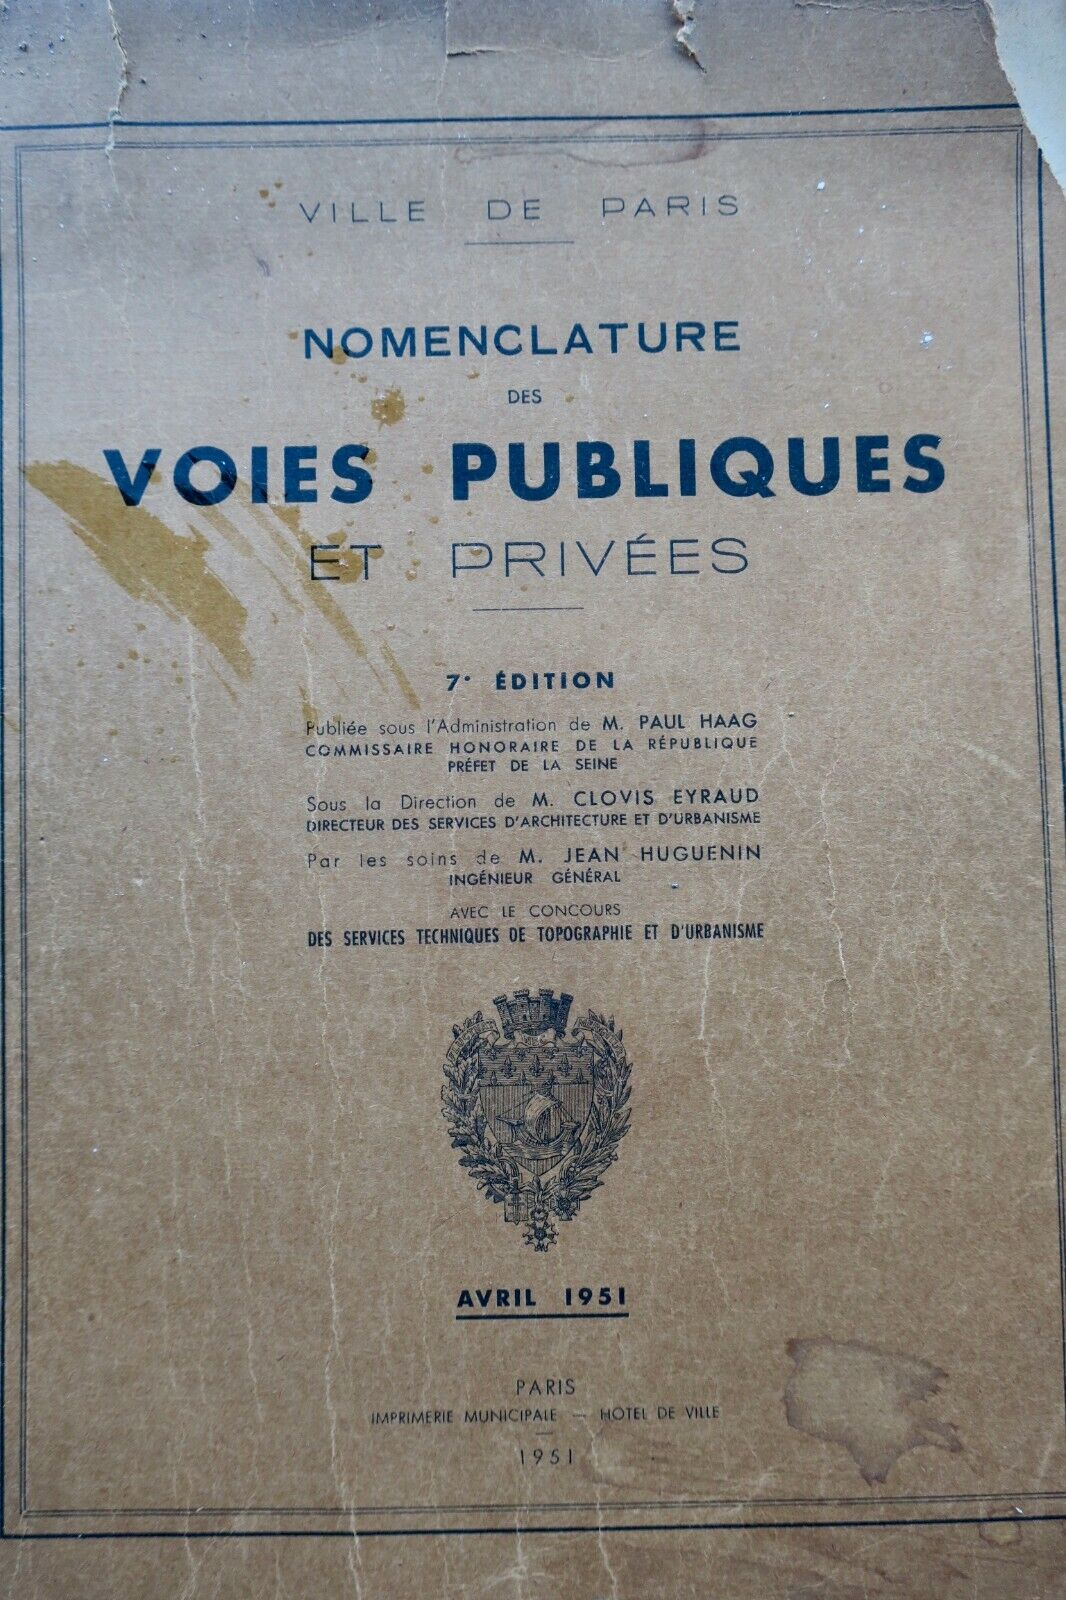 VILLE DE PARIS
NOMENCLATURE
DES
VOIES PUBLIQUES
ET PRIVÉES
7e ÉDITION
Publiée sous l'Administration de M. PAUL HAAG
COMMISSAIRE HONORAIRE DE LA RÉPUBLIQUE
PRÉFET DE LA SEINE
Sous la Direction de M. CLOVIS EYRAUD
DIRECTEUR DES SERVICES D'ARCHITECTURE ET D'URBANISME
Par les soins de M. JEAN HUGUENIN
INGÉNIEUR GÉNÉRAL
AVEC LE CONCOURS
DES SERVICES TECHNIQUES DE TOPOGRAPHIE ET D'URBANISME
AVRIL 1951
PARIS
IMPRIMERIE MUNICIPALE — HOTEL DE VILLE
1951